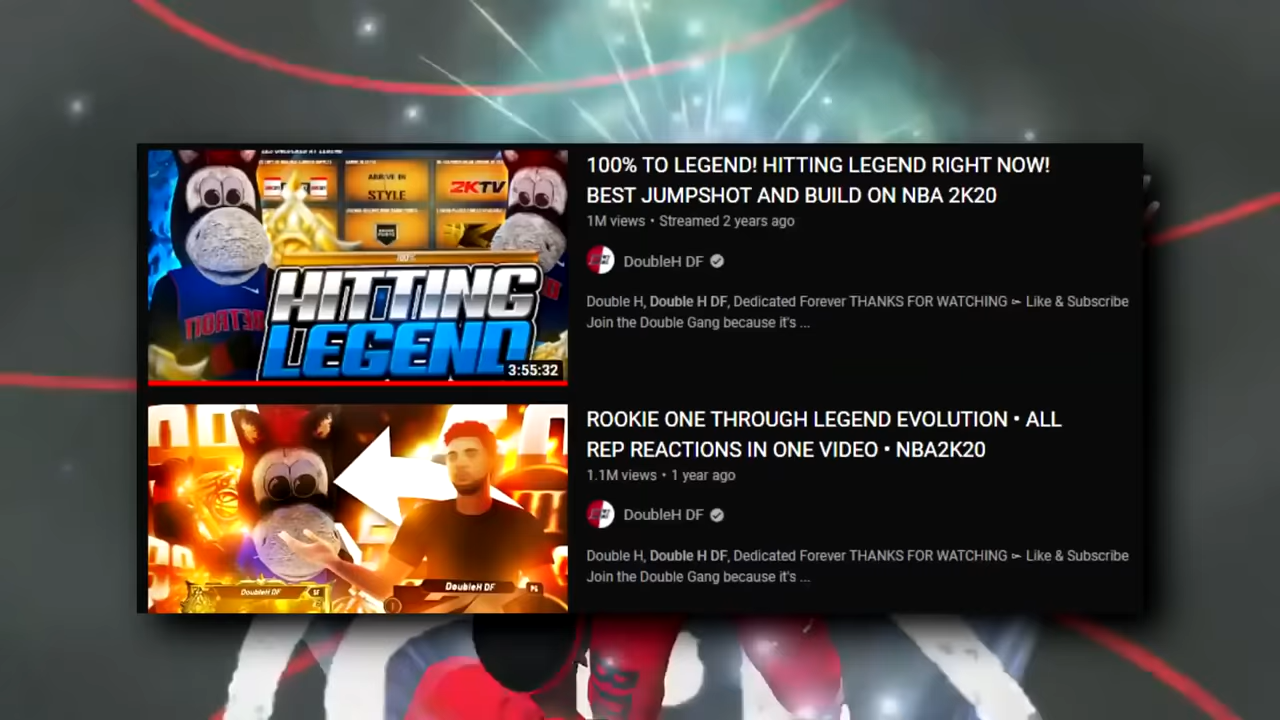 ARRIVE IN
STYLE
2KTV
100%
HITTING
LEGEND
3:55:32
100% TO LEGEND! HITTING LEGEND RIGHT NOW!
BEST JUMPSHOT AND BUILD ON NBA 2K20
1M views • Streamed 2 years ago
DoubleH DF
Double H, Double H DF, Dedicated Forever THANKS FOR WATCHING ➣ Like & Subscribe
Join the Double Gang because it's ...
DoubleH DF
SF
DoubleH DF
PG
ROOKIE ONE THROUGH LEGEND EVOLUTION • ALL
REP REACTIONS IN ONE VIDEO • NBA2K20
1.1M views • 1 year ago
DoubleH DF
Double H, Double H DF, Dedicated Forever THANKS FOR WATCHING ➣ Like & Subscribe
Join the Double Gang because it's ...